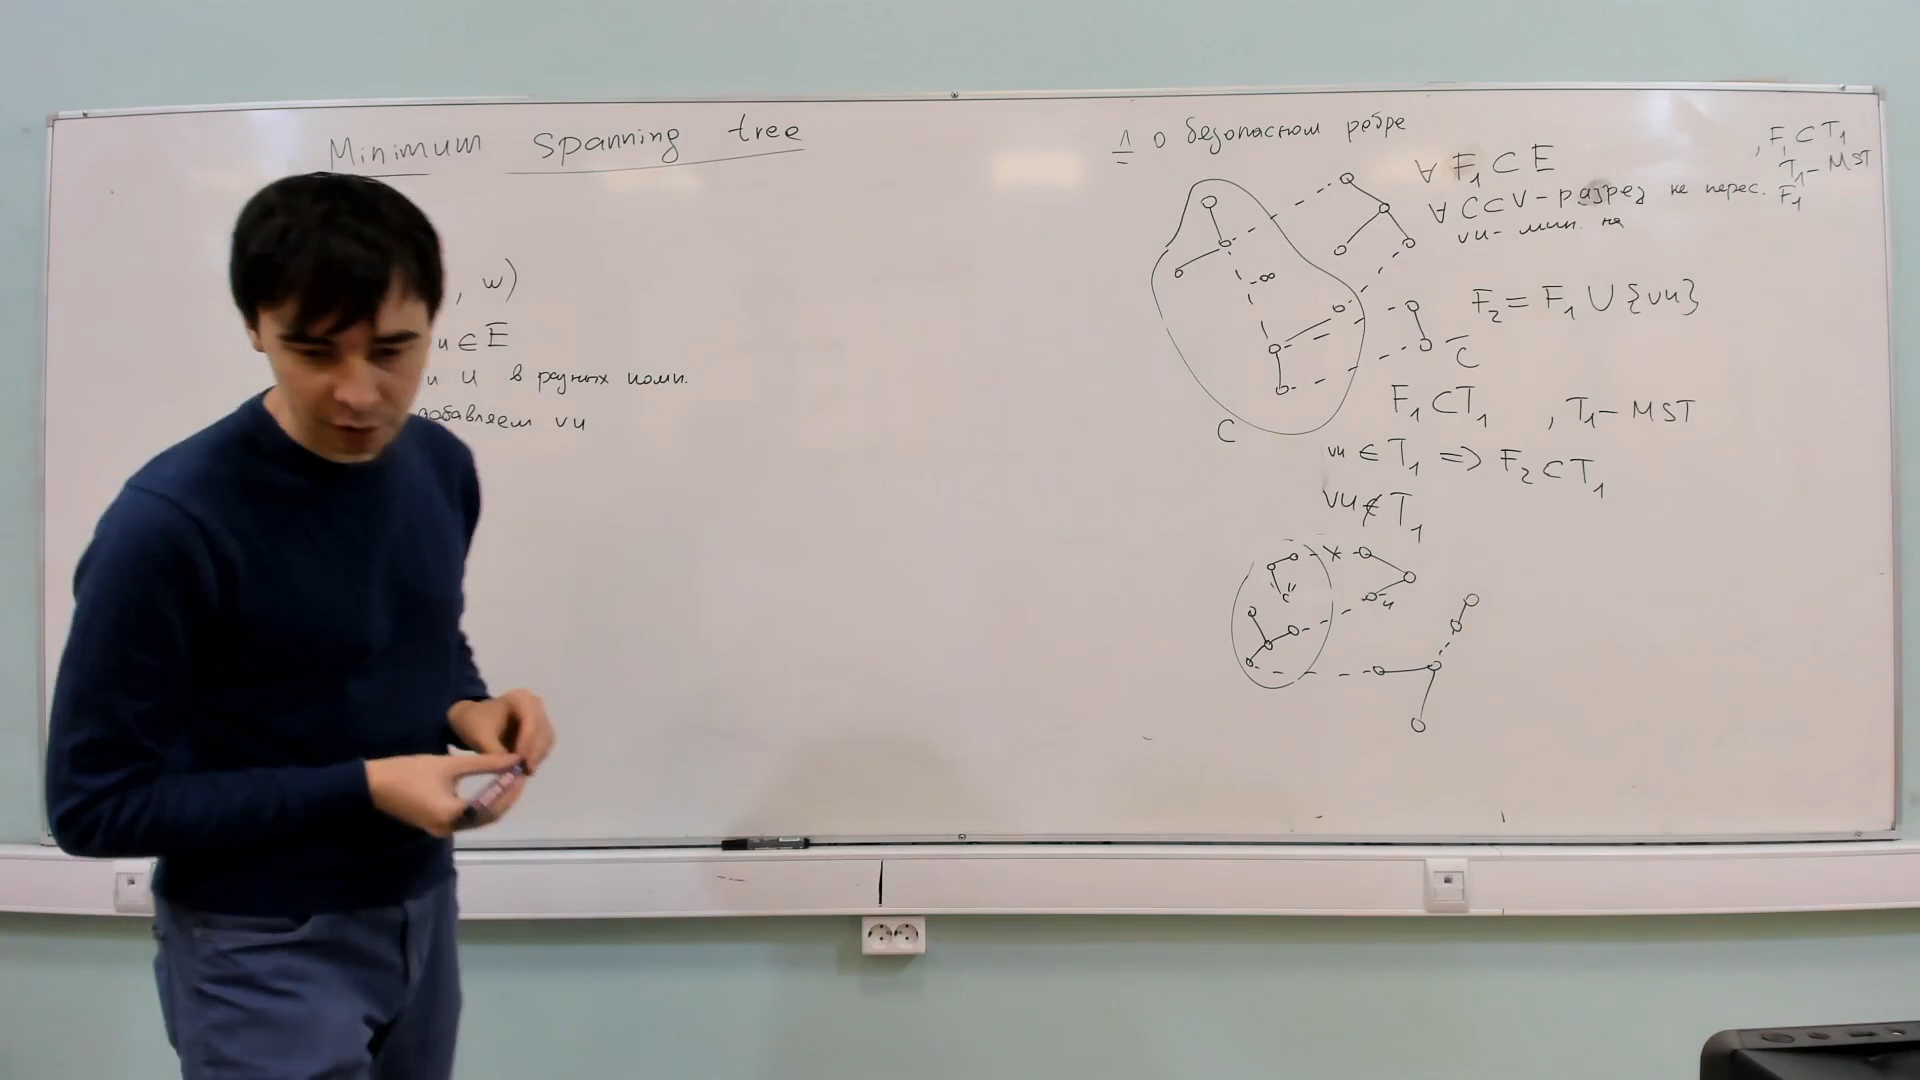 Minimum spanning tree
, w)
u ∈ E
и u в разных комп.
добавляем vu
Л о безопасном ребре
∀ F₁ ⊂ E , F₁ ⊂ T₁
T₁ - MST
∀ C ⊂ V - разрез не перес. F₁
vu - мин. на
-∞
F₂ = F₁ ∪ {vu}
C̅
C
F₁ ⊂ T₁ , T₁ - MST
vu ∈ T₁ => F₂ ⊂ T₁
vu ∉ T₁
u